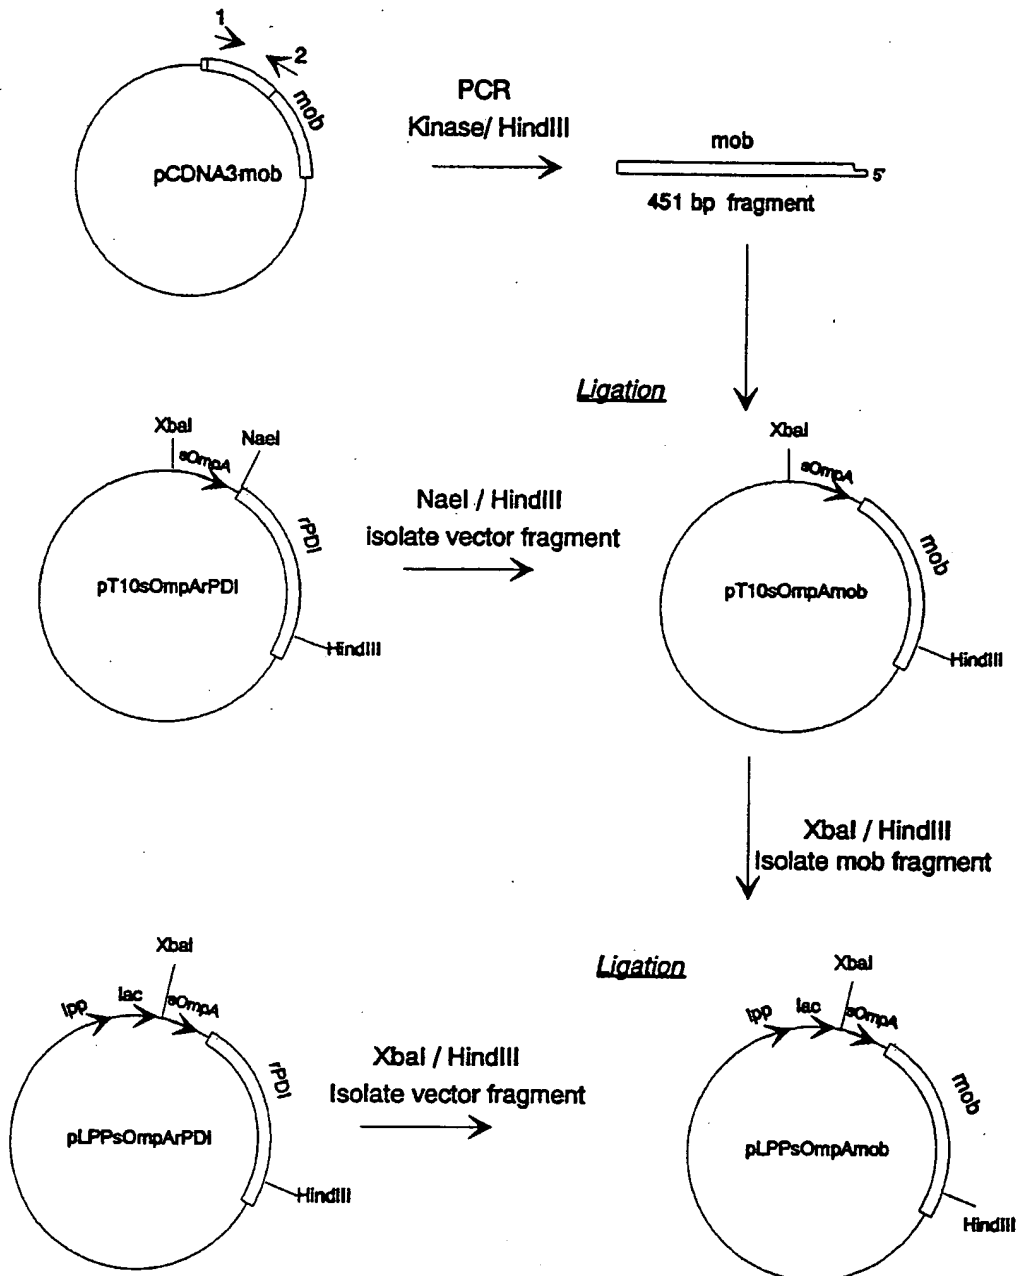 1
2
mob
pCDNA3mob
PCR
Kinase/ HindIII
mob
5'
451 bp fragment
Ligation
XbaI
sOmpA
NaeI
rPDI
pT10sOmpArPDI
HindIII
NaeI / HindIII
isolate vector fragment
XbaI
sOmpA
mob
pT10sOmpAmob
HindIII
XbaI / HindIII
Isolate mob fragment
Ligation
XbaI
lpp
lac
sOmpA
rPDI
pLPPsOmpArPDI
HindIII
XbaI / HindIII
Isolate vector fragment
XbaI
lpp
lac
sOmpA
mob
pLPPsOmpAmob
HindIII